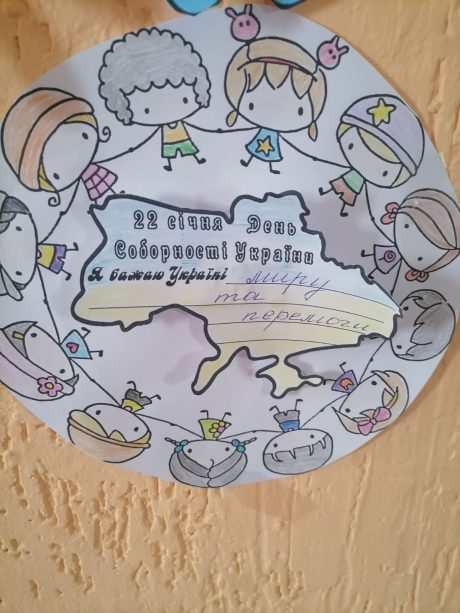 22 січня День
Соборності України
Я бажаю Україні миру
та
перемоги